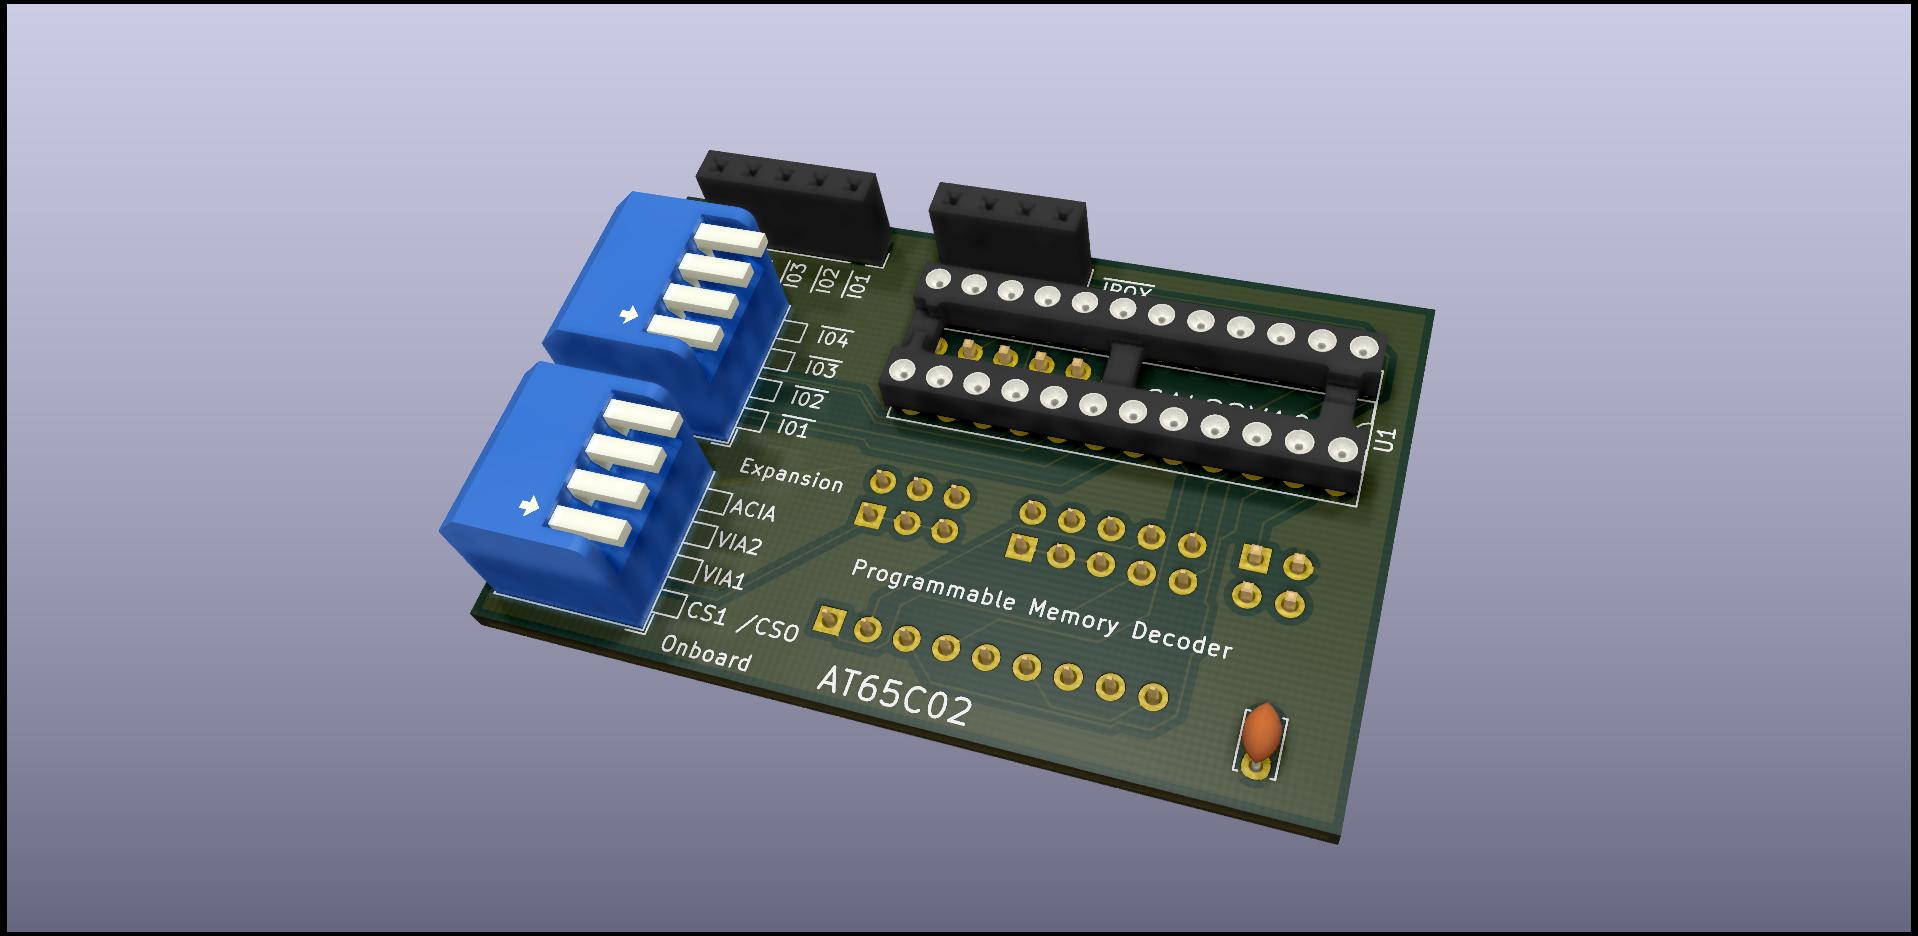 IO3
IO2
IO1
IO4
IO3
IO2
IO1
U1
Expansion
ACIA
VIA2
VIA1
CS1 /CS0
Onboard
Programmable Memory Decoder
AT65C02